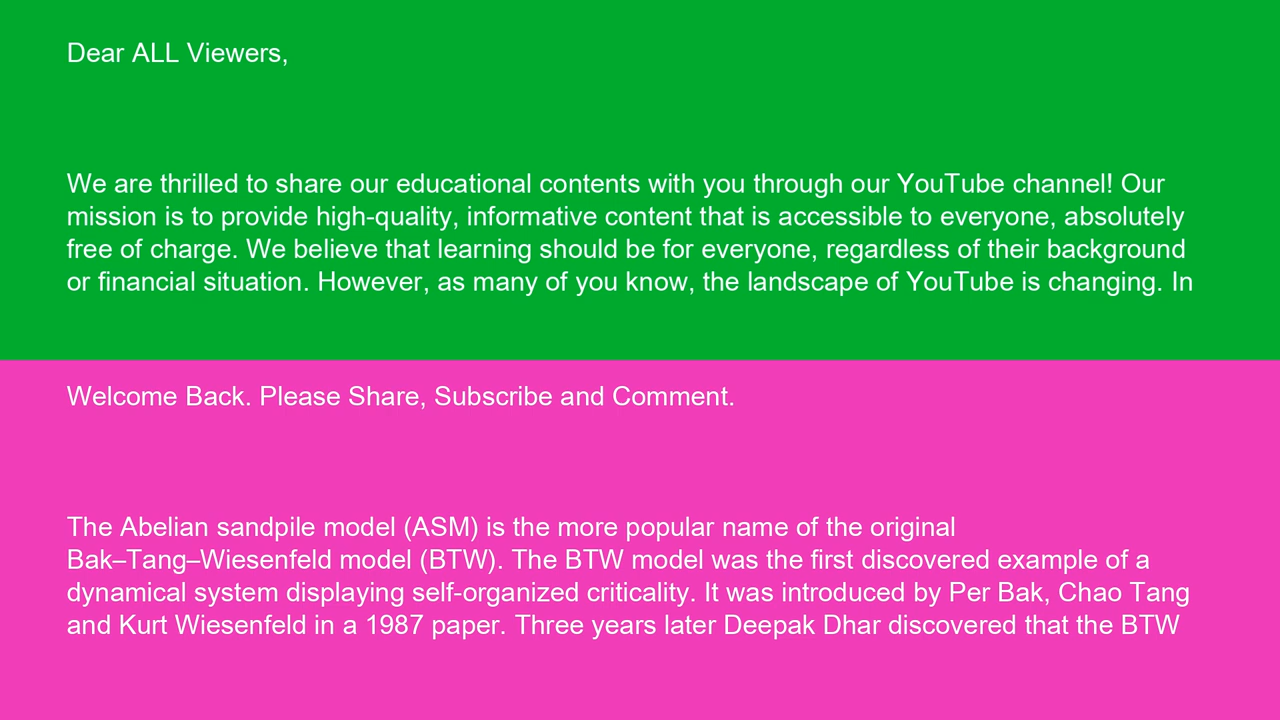 Dear ALL Viewers,
We are thrilled to share our educational contents with you through our YouTube channel! Our
mission is to provide high-quality, informative content that is accessible to everyone, absolutely
free of charge. We believe that learning should be for everyone, regardless of their background
or financial situation. However, as many of you know, the landscape of YouTube is changing. In
Welcome Back. Please Share, Subscribe and Comment.
The Abelian sandpile model (ASM) is the more popular name of the original
Bak–Tang–Wiesenfeld model (BTW). The BTW model was the first discovered example of a
dynamical system displaying self-organized criticality. It was introduced by Per Bak, Chao Tang
and Kurt Wiesenfeld in a 1987 paper. Three years later Deepak Dhar discovered that the BTW